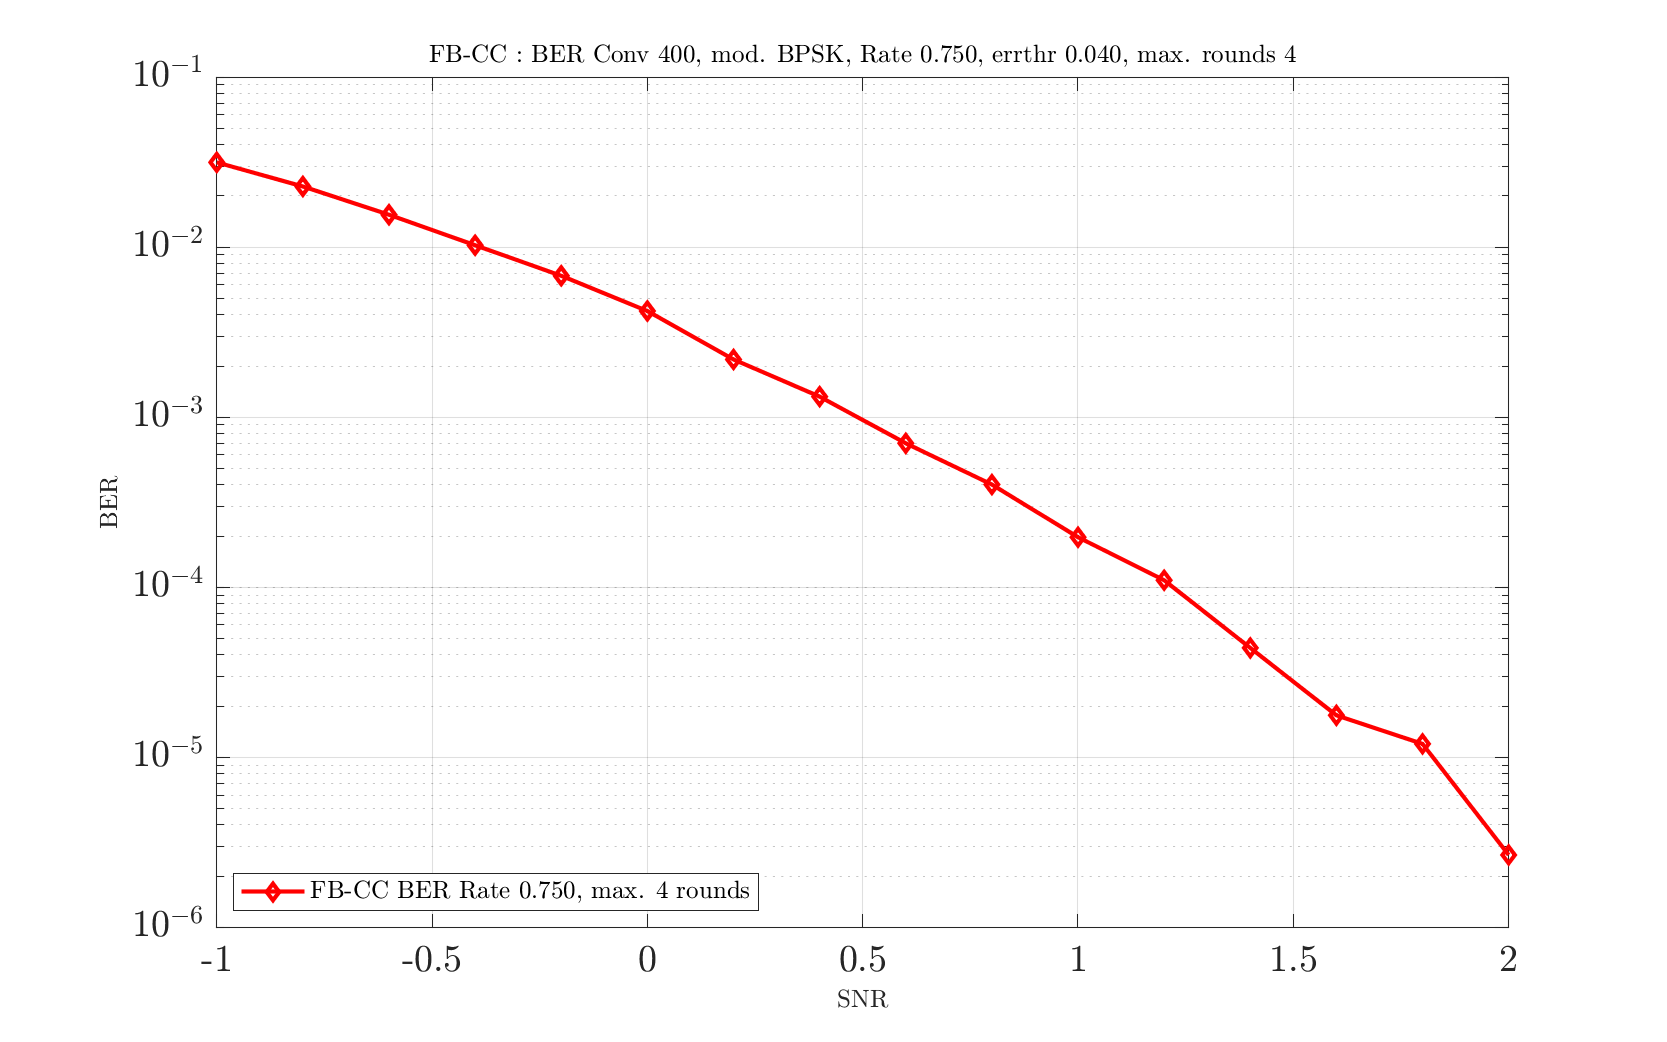 FB-CC : BER Conv 400, mod. BPSK, Rate 0.750, errthr 0.040, max. rounds 4
10⁻¹
10⁻²
10⁻³
10⁻⁴
10⁻⁵
10⁻⁶
BER
FB-CC BER Rate 0.750, max. 4 rounds
-1 -0.5 0 0.5 1 1.5 2
SNR